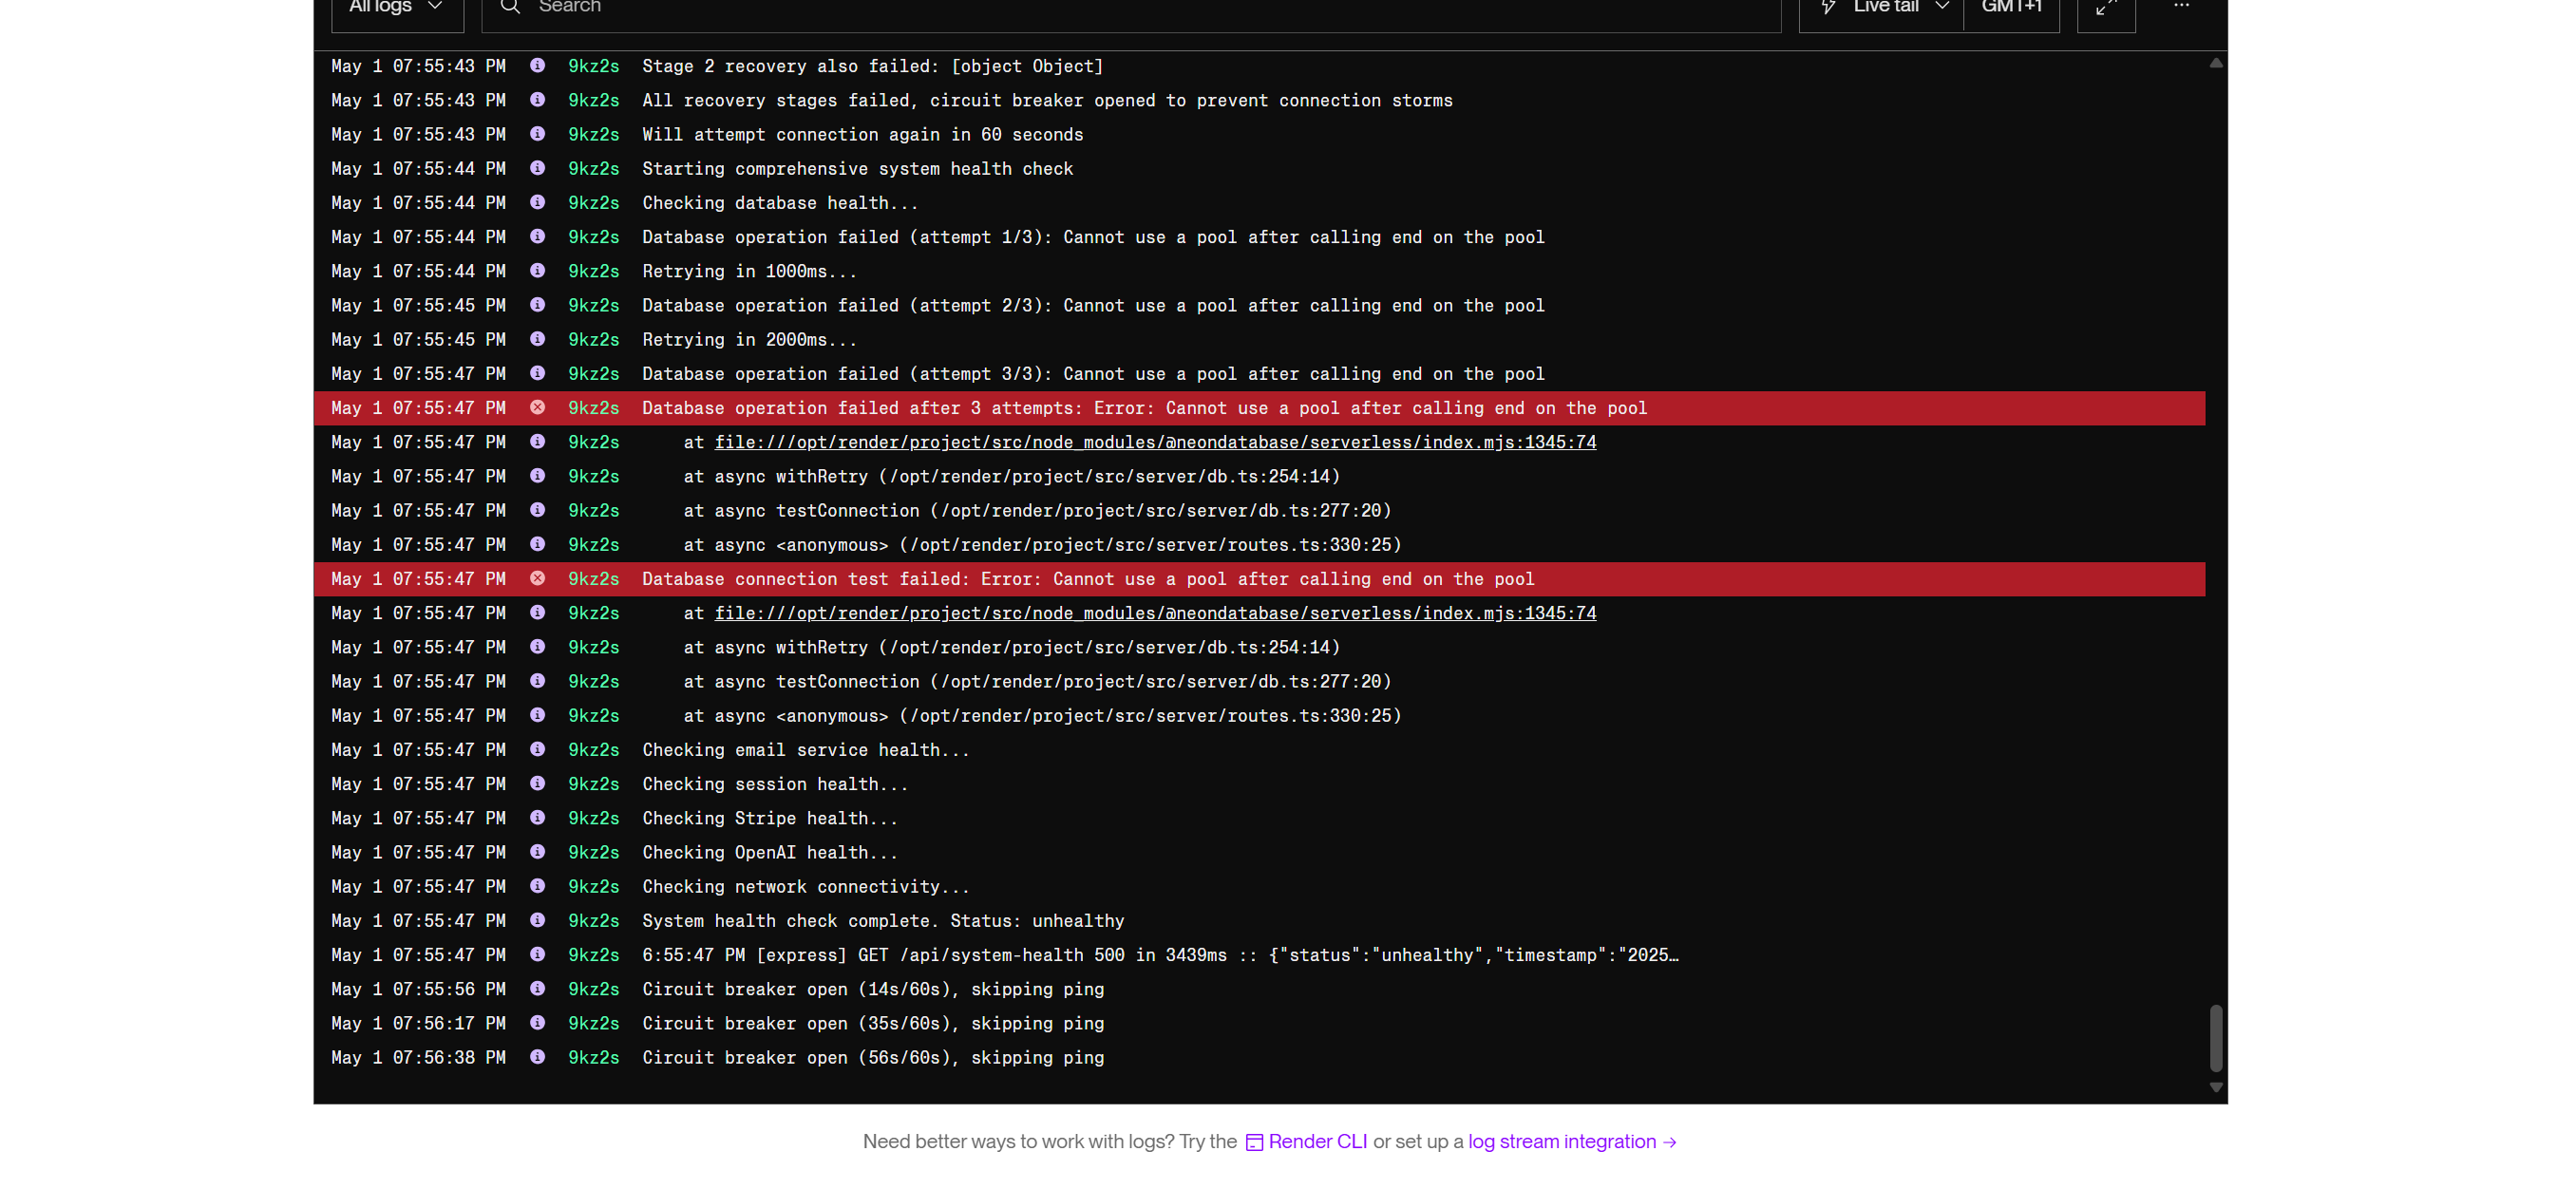 All logs Search Live tail GMT+1 ...
May 1 07:55:43 PM 9kz2s Stage 2 recovery also failed: [object Object]
May 1 07:55:43 PM 9kz2s All recovery stages failed, circuit breaker opened to prevent connection storms
May 1 07:55:43 PM 9kz2s Will attempt connection again in 60 seconds
May 1 07:55:44 PM 9kz2s Starting comprehensive system health check
May 1 07:55:44 PM 9kz2s Checking database health...
May 1 07:55:44 PM 9kz2s Database operation failed (attempt 1/3): Cannot use a pool after calling end on the pool
May 1 07:55:44 PM 9kz2s Retrying in 1000ms...
May 1 07:55:45 PM 9kz2s Database operation failed (attempt 2/3): Cannot use a pool after calling end on the pool
May 1 07:55:45 PM 9kz2s Retrying in 2000ms...
May 1 07:55:47 PM 9kz2s Database operation failed (attempt 3/3): Cannot use a pool after calling end on the pool
May 1 07:55:47 PM 9kz2s Database operation failed after 3 attempts: Error: Cannot use a pool after calling end on the pool
May 1 07:55:47 PM 9kz2s at file:///opt/render/project/src/node_modules/@neondatabase/serverless/index.mjs:1345:74
May 1 07:55:47 PM 9kz2s at async withRetry (/opt/render/project/src/server/db.ts:254:14)
May 1 07:55:47 PM 9kz2s at async testConnection (/opt/render/project/src/server/db.ts:277:20)
May 1 07:55:47 PM 9kz2s at async <anonymous> (/opt/render/project/src/server/routes.ts:330:25)
May 1 07:55:47 PM 9kz2s Database connection test failed: Error: Cannot use a pool after calling end on the pool
May 1 07:55:47 PM 9kz2s at file:///opt/render/project/src/node_modules/@neondatabase/serverless/index.mjs:1345:74
May 1 07:55:47 PM 9kz2s at async withRetry (/opt/render/project/src/server/db.ts:254:14)
May 1 07:55:47 PM 9kz2s at async testConnection (/opt/render/project/src/server/db.ts:277:20)
May 1 07:55:47 PM 9kz2s at async <anonymous> (/opt/render/project/src/server/routes.ts:330:25)
May 1 07:55:47 PM 9kz2s Checking email service health...
May 1 07:55:47 PM 9kz2s Checking session health...
May 1 07:55:47 PM 9kz2s Checking Stripe health...
May 1 07:55:47 PM 9kz2s Checking OpenAI health...
May 1 07:55:47 PM 9kz2s Checking network connectivity...
May 1 07:55:47 PM 9kz2s System health check complete. Status: unhealthy
May 1 07:55:47 PM 9kz2s 6:55:47 PM [express] GET /api/system-health 500 in 3439ms :: {"status":"unhealthy","timestamp":"2025…
May 1 07:55:56 PM 9kz2s Circuit breaker open (14s/60s), skipping ping
May 1 07:56:17 PM 9kz2s Circuit breaker open (35s/60s), skipping ping
May 1 07:56:38 PM 9kz2s Circuit breaker open (56s/60s), skipping ping
Need better ways to work with logs? Try the Render CLI or set up a log stream integration →